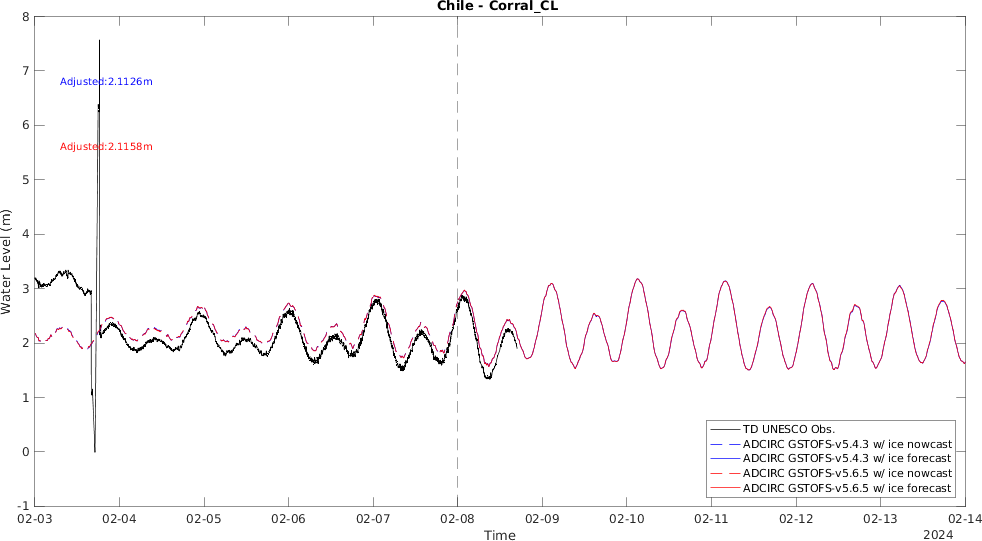 Chile - Corral_CL
8
7
6
5
4
3
2
1
0
-1
Water Level (m)
Adjusted:2.1126m
Adjusted:2.1158m
TD UNESCO Obs.
ADCIRC GSTOFS-v5.4.3 w/ ice nowcast
ADCIRC GSTOFS-v5.4.3 w/ ice forecast
ADCIRC GSTOFS-v5.6.5 w/ ice nowcast
ADCIRC GSTOFS-v5.6.5 w/ ice forecast
02-03 02-04 02-05 02-06 02-07 02-08 02-09 02-10 02-11 02-12 02-13 02-14
Time
2024